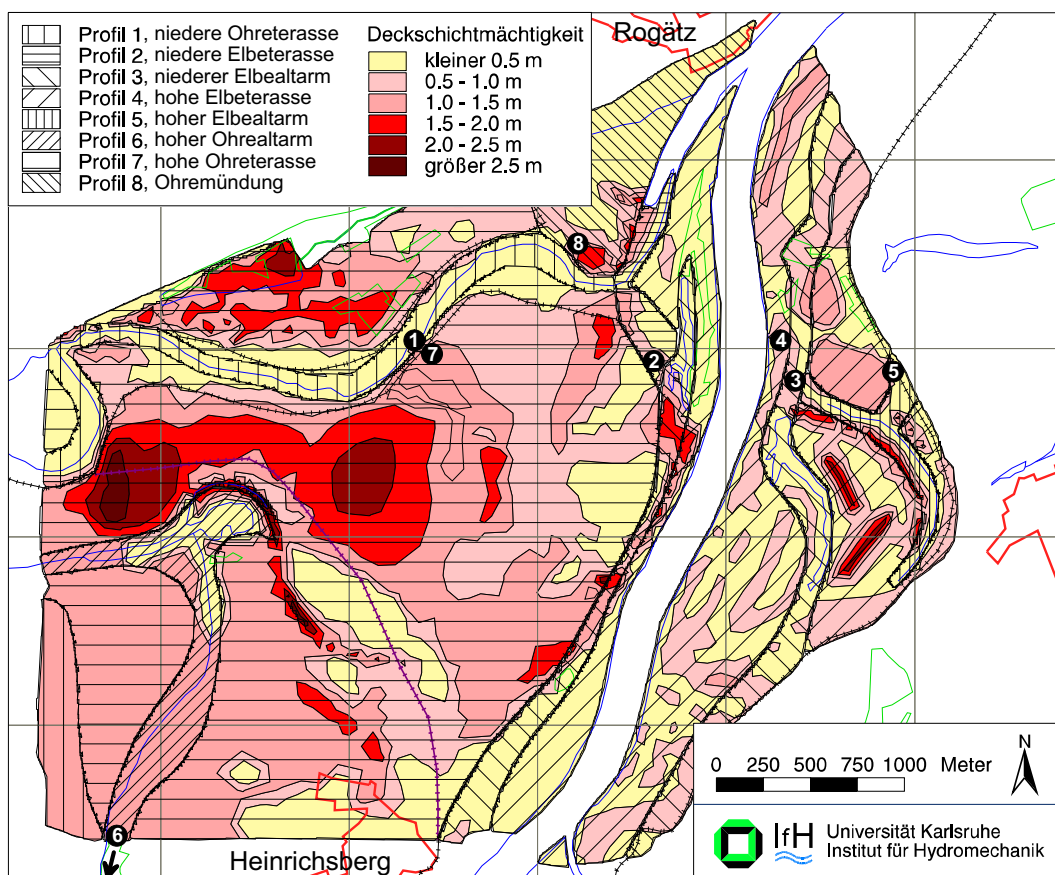 Profil 1, niedere Ohreterasse
Profil 2, niedere Elbeterasse
Profil 3, niederer Elbealtarm
Profil 4, hohe Elbeterasse
Profil 5, hoher Elbealtarm
Profil 6, hoher Ohrealtarm
Profil 7, hohe Ohreterasse
Profil 8, Ohremündung
Deckschichtmächtigkeit
kleiner 0.5 m
0.5 - 1.0 m
1.0 - 1.5 m
1.5 - 2.0 m
2.0 - 2.5 m
größer 2.5 m
Rogätz
8
1
7
2
4
3
5
6
Heinrichsberg
N
0 250 500 750 1000 Meter
IfH
Universität Karlsruhe
Institut für Hydromechanik